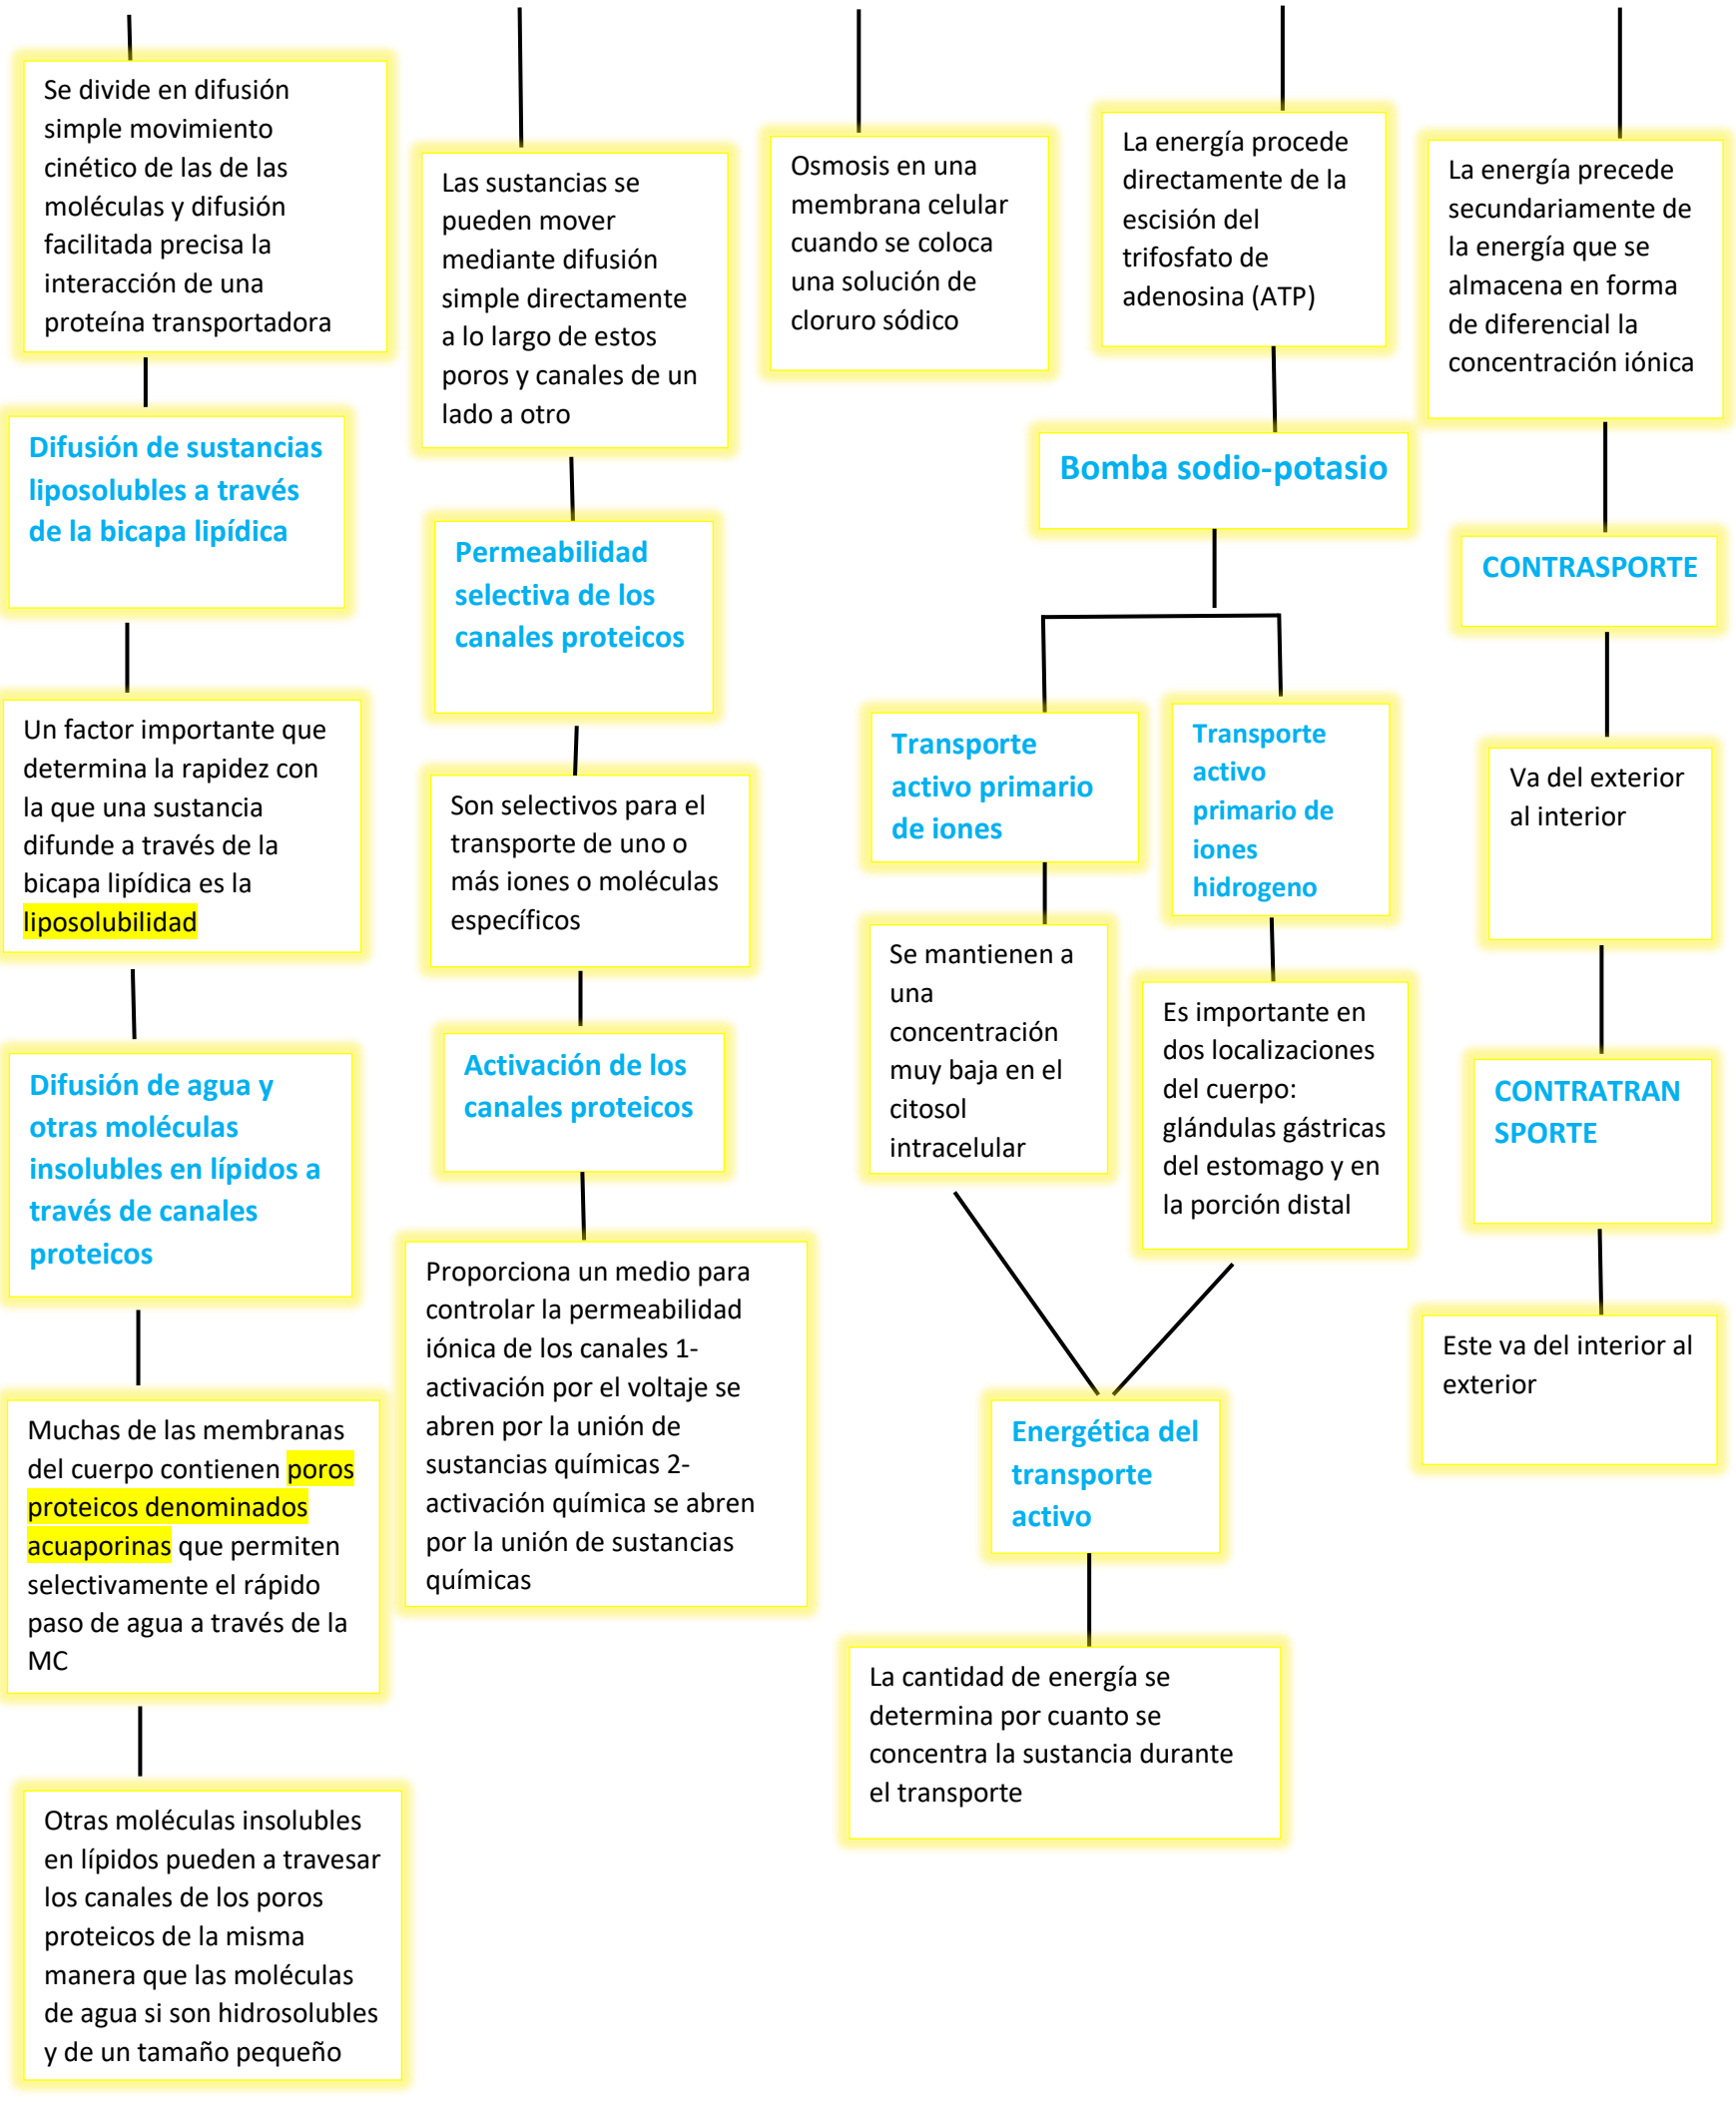 Se divide en difusión
simple movimiento
cinético de las de las
moléculas y difusión
facilitada precisa la
interacción de una
proteína transportadora
Difusión de sustancias
liposolubles a través
de la bicapa lipídica
Un factor importante que
determina la rapidez con
la que una sustancia
difunde a través de la
bicapa lipídica es la
liposolubilidad
Difusión de agua y
otras moléculas
insolubles en lípidos a
través de canales
proteicos
Muchas de las membranas
del cuerpo contienen poros
proteicos denominados
acuaporinas que permiten
selectivamente el rápido
paso de agua a través de la
MC
Otras moléculas insolubles
en lípidos pueden a travesar
los canales de los poros
proteicos de la misma
manera que las moléculas
de agua si son hidrosolubles
y de un tamaño pequeño
Las sustancias se
pueden mover
mediante difusión
simple directamente
a lo largo de estos
poros y canales de un
lado a otro
Permeabilidad
selectiva de los
canales proteicos
Son selectivos para el
transporte de uno o
más iones o moléculas
específicos
Activación de los
canales proteicos
Proporciona un medio para
controlar la permeabilidad
iónica de los canales 1-
activación por el voltaje se
abren por la unión de
sustancias químicas 2-
activación química se abren
por la unión de sustancias
químicas
Osmosis en una
membrana celular
cuando se coloca
una solución de
cloruro sódico
La energía procede
directamente de la
escisión del
trifosfato de
adenosina (ATP)
Bomba sodio-potasio
Transporte
activo primario
de iones
Se mantienen a
una
concentración
muy baja en el
citosol
intracelular
Transporte
activo
primario de
iones
hidrogeno
Es importante en
dos localizaciones
del cuerpo:
glándulas gástricas
del estomago y en
la porción distal
Energética del
transporte
activo
La cantidad de energía se
determina por cuanto se
concentra la sustancia durante
el transporte
La energía precede
secundariamente de
la energía que se
almacena en forma
de diferencial la
concentración iónica
CONTRASPORTE
Va del exterior
al interior
CONTRATRAN
SPORTE
Este va del interior al
exterior